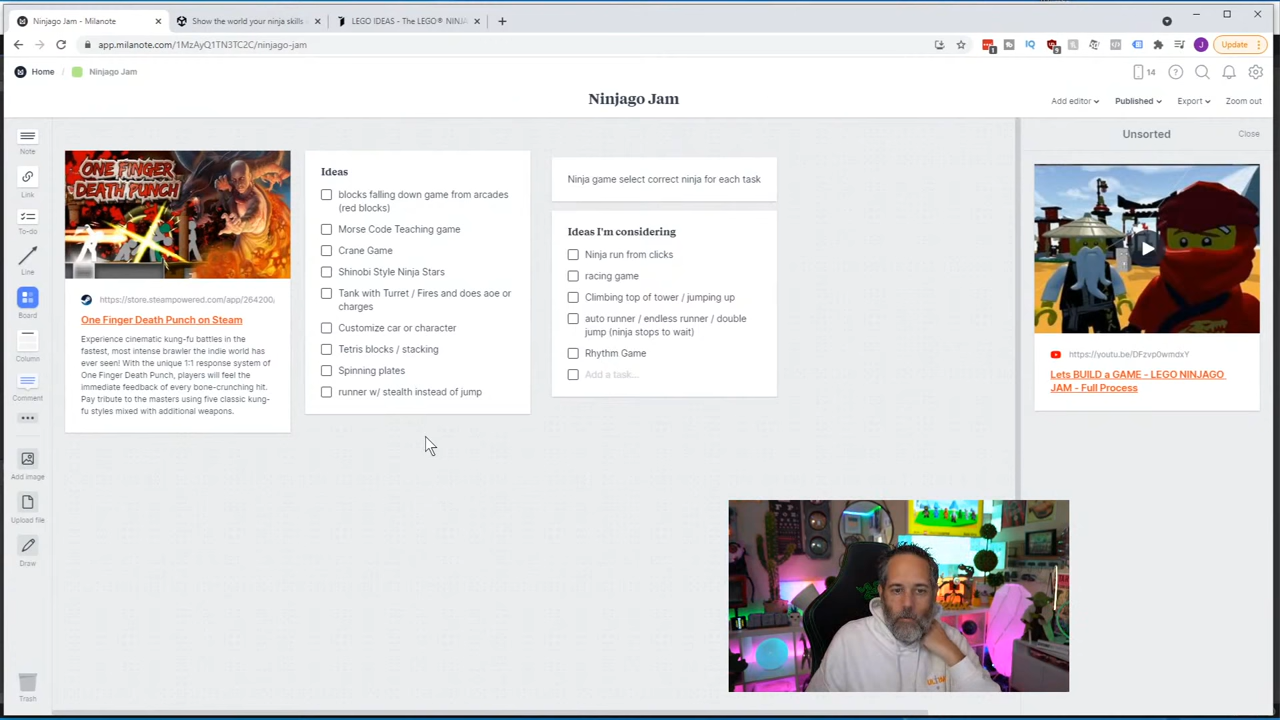 Ninjago Jam - Milanote
Show the world your ninja skills
LEGO IDEAS - The LEGO® NINJA
app.milanote.com/1MzAyQ1TN3TC2C/ninjago-jam
Update
Home / Ninjago Jam
14
Ninjago Jam
Add editor
Published
Export
Zoom out
Note
Link
To-do
Line
Board
Column
Comment
Add image
Upload file
Draw
Trash
ONE FINGER
DEATH PUNCH
https://store.steampowered.com/app/264200/
One Finger Death Punch on Steam
Experience cinematic kung-fu battles in the
fastest, most intense brawler the indie world has
ever seen! With the unique 1:1 response system of
One Finger Death Punch, players will feel the
immediate feedback of every bone-crunching hit.
Pay tribute to the masters using five classic kung-
fu styles mixed with additional weapons.
Ideas
blocks falling down game from arcades
(red blocks)
Morse Code Teaching game
Crane Game
Shinobi Style Ninja Stars
Tank with Turret / Fires and does aoe or
charges
Customize car or character
Tetris blocks / stacking
Spinning plates
runner w/ stealth instead of jump
Ninja game select correct ninja for each task
Ideas I'm considering
Ninja run from clicks
racing game
Climbing top of tower / jumping up
auto runner / endless runner / double
jump (ninja stops to wait)
Rhythm Game
Add a task...
Unsorted
Close
https://youtu.be/DFzvp0wmdxY
Lets BUILD a GAME - LEGO NINJAGO
JAM - Full Process